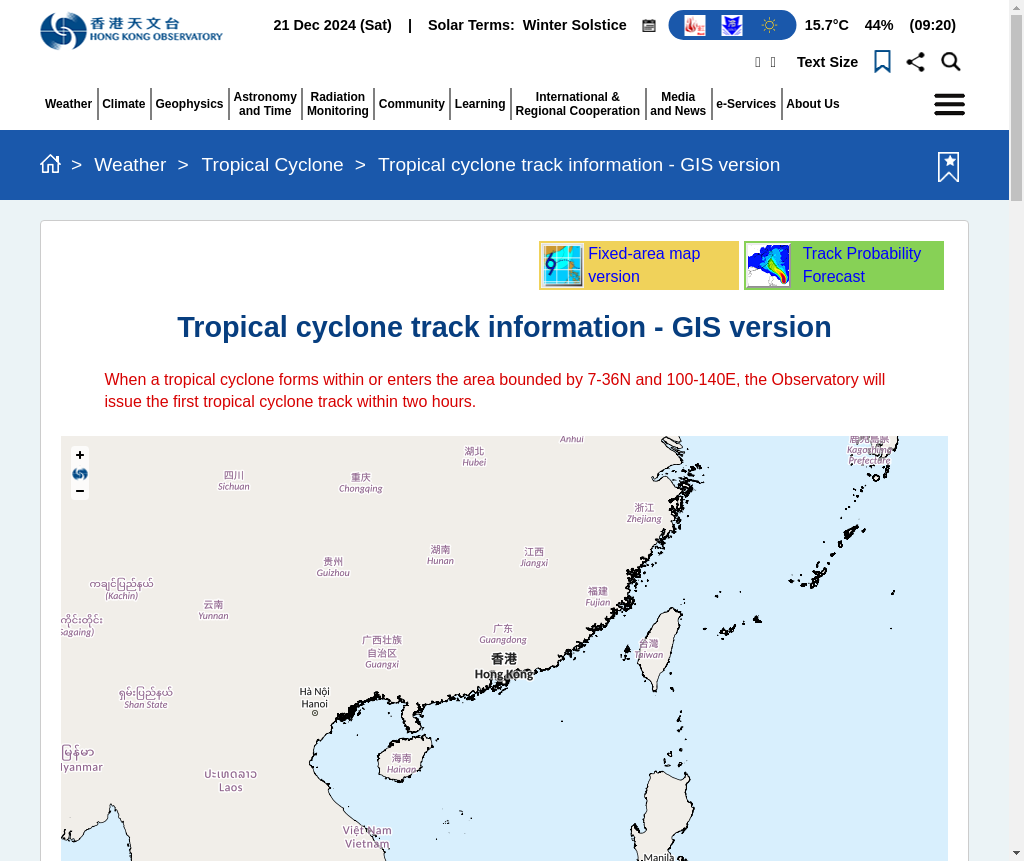 香港天文台
HONG KONG OBSERVATORY
21 Dec 2024 (Sat) | Solar Terms: Winter Solstice
15.7°C 44% (09:20)
Text Size
Weather
Climate
Geophysics
Astronomy
and Time
Radiation
Monitoring
Community
Learning
International &
Regional Cooperation
Media
and News
e-Services
About Us
> Weather > Tropical Cyclone > Tropical cyclone track information - GIS version
Fixed-area map
version
Track Probability
Forecast
Tropical cyclone track information - GIS version
When a tropical cyclone forms within or enters the area bounded by 7-36N and 100-140E, the Observatory will
issue the first tropical cyclone track within two hours.
+
−
Anhui
湖北
Hubei
Kagoshima
Prefecture
四川
Sichuan
重庆
Chongqing
浙江
Zhejiang
湖南
Hunan
江西
Jiangxi
贵州
Guizhou
ကချင်ပြည်နယ်
(Kachin)
福建
Fujian
云南
Yunnan
Sagaing)
广东
Guangdong
广西壮族
自治区
Guangxi
台灣
Taiwan
香港
Hong Kong
ရှမ်းပြည်နယ်
Shan State
Hà Nội
Hanoi
မြန်မာ
Myanmar
海南
Hainan
ປະເທດລາວ
Laos
Việt Nam
Vietnam
Manila